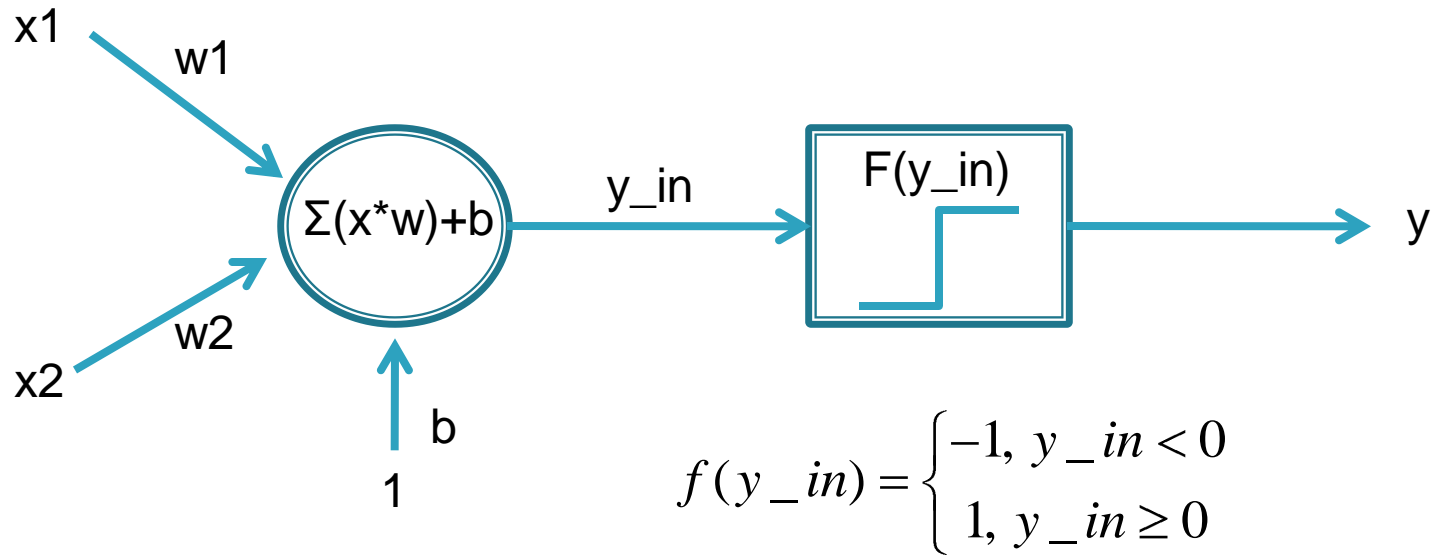 x1
w1
Σ(x*w)+b
y_in
F(y_in)
y
w2
x2
b
1
f(y_in) = { -1, y_in < 0
1, y_in ≥ 0